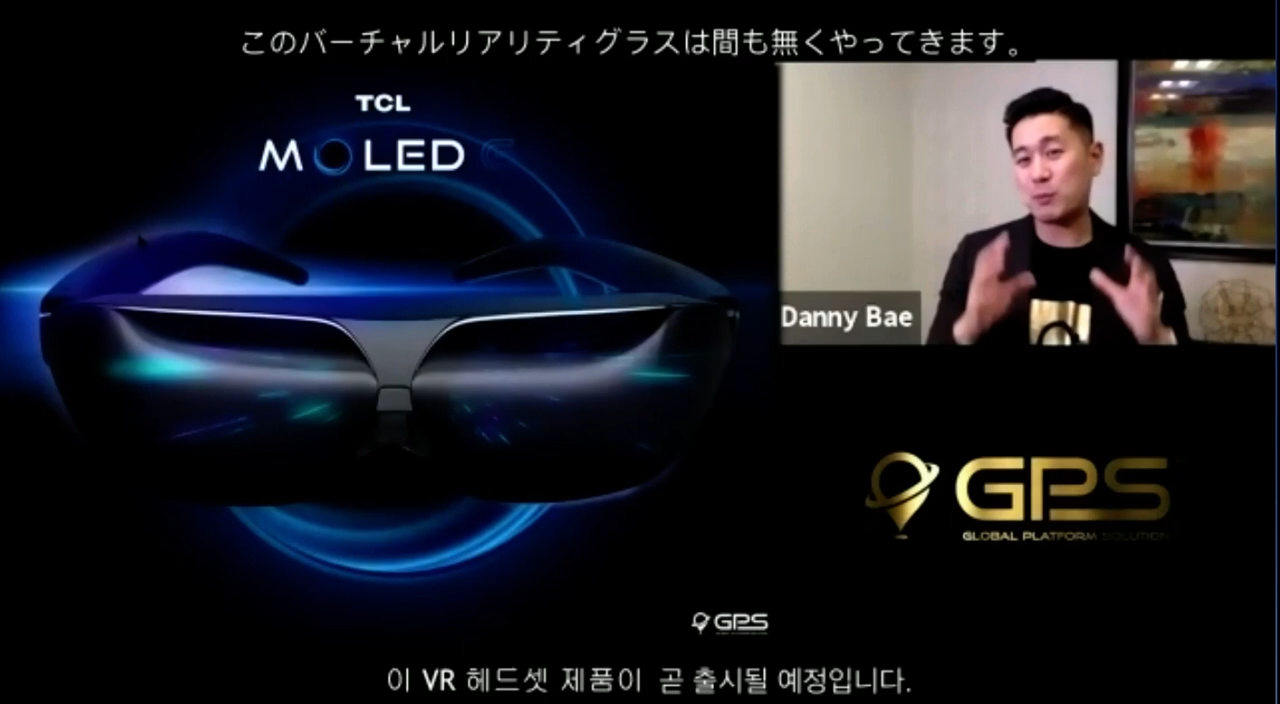 このバーチャルリアリティグラスは間も無くやってきます。
TCL
MOLED
Danny Bae
GPS
GLOBAL PLATFORM SOLUTION
GPS
이 VR 헤드셋 제품이 곧 출시될 예정입니다.